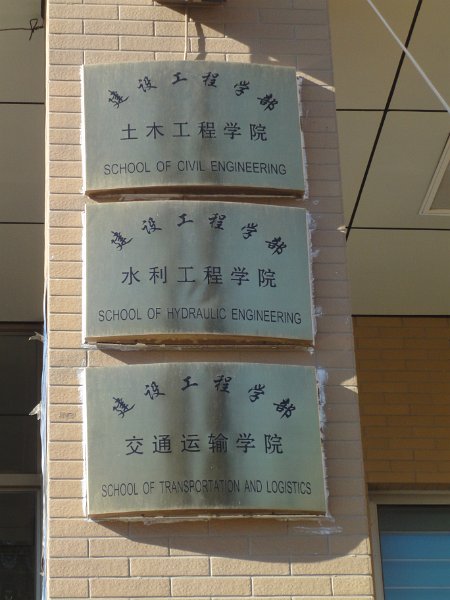 建设工程学部
土木工程学院
SCHOOL OF CIVIL ENGINEERING
建设工程学部
水利工程学院
SCHOOL OF HYDRAULIC ENGINEERING
建设工程学部
交通运输学院
SCHOOL OF TRANSPORTATION AND LOGISTICS